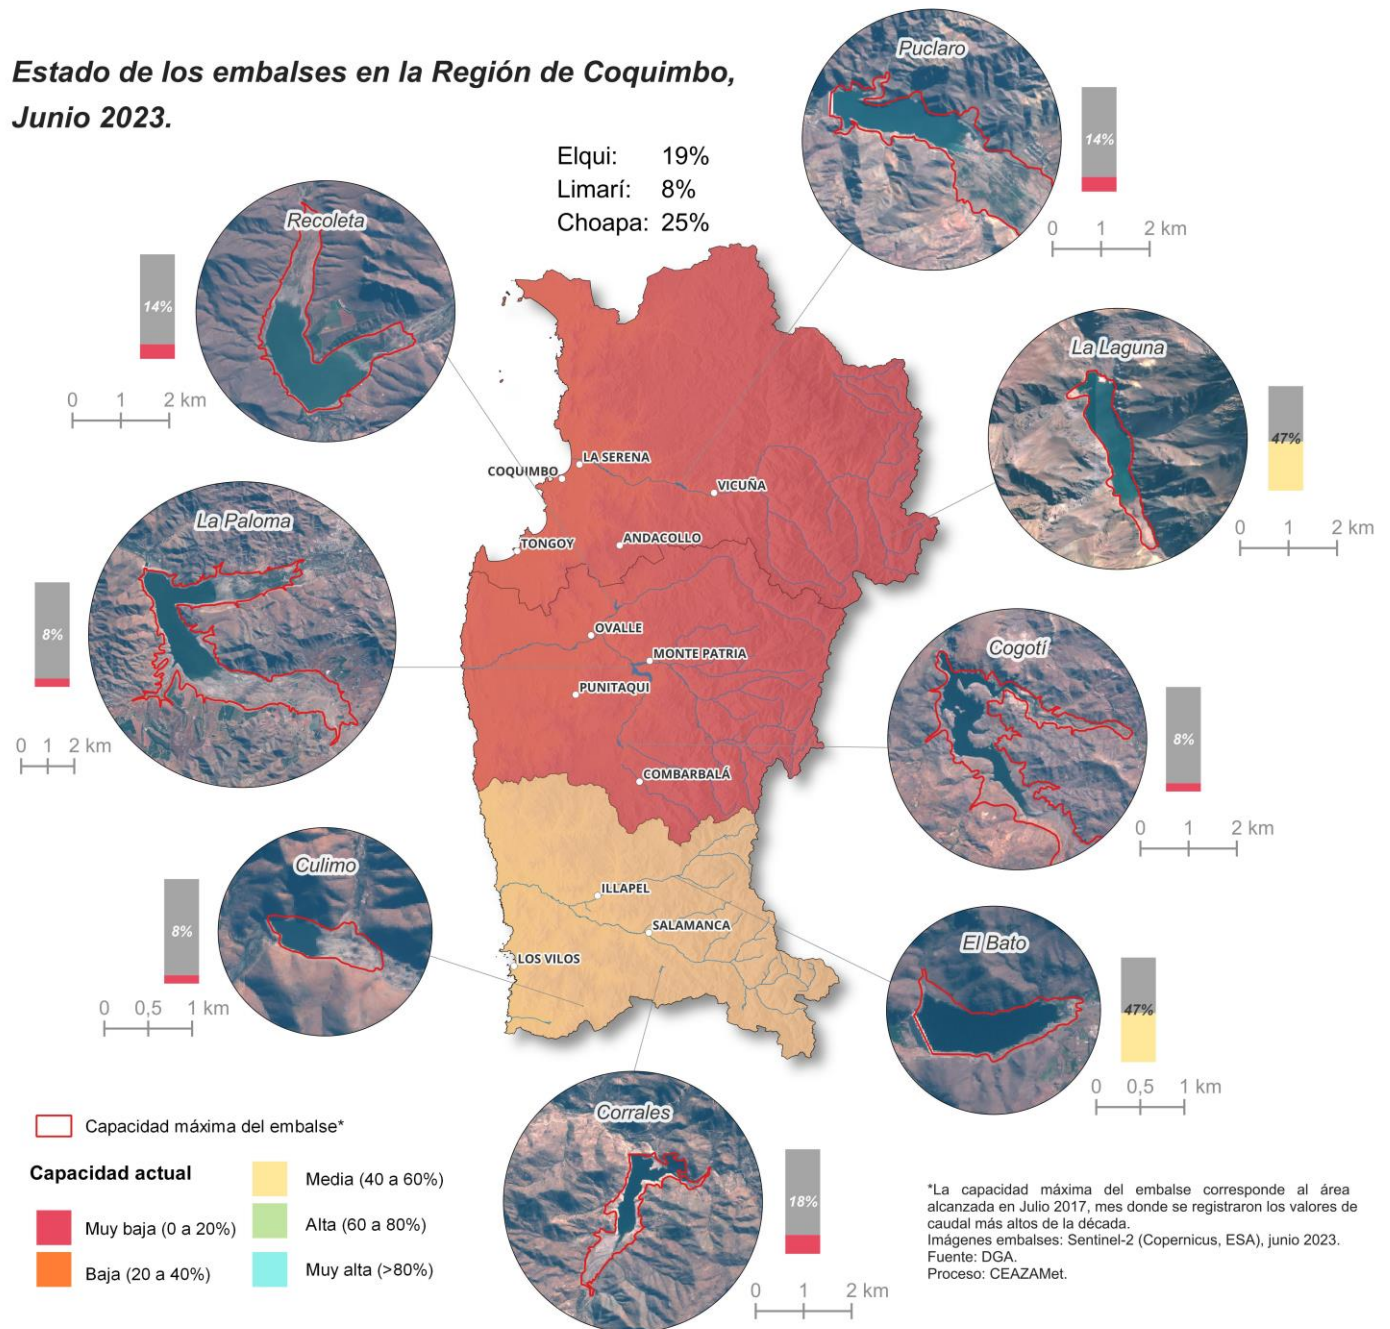 Estado de los embalses en la Región de Coquimbo,
Junio 2023.
Elqui: 19%
Limarí: 8%
Choapa: 25%
Puclaro
14%
0 1 2 km
Recoleta
14%
0 1 2 km
La Laguna
47%
0 1 2 km
La Paloma
8%
0 1 2 km
COQUIMBO
LA SERENA
VICUÑA
TONGOY
ANDACOLLO
OVALLE
MONTE PATRIA
PUNITAQUI
COMBARBALÁ
ILLAPEL
SALAMANCA
LOS VILOS
Cogotí
8%
0 1 2 km
Culimo
8%
0 0,5 1 km
El Bato
47%
0 0,5 1 km
Corrales
18%
0 1 2 km
Capacidad máxima del embalse*
Capacidad actual
Muy baja (0 a 20%)
Baja (20 a 40%)
Media (40 a 60%)
Alta (60 a 80%)
Muy alta (>80%)
*La capacidad máxima del embalse corresponde al área
alcanzada en Julio 2017, mes donde se registraron los valores de
caudal más altos de la década.
Imágenes embalses: Sentinel-2 (Copernicus, ESA), junio 2023.
Fuente: DGA.
Proceso: CEAZAMet.